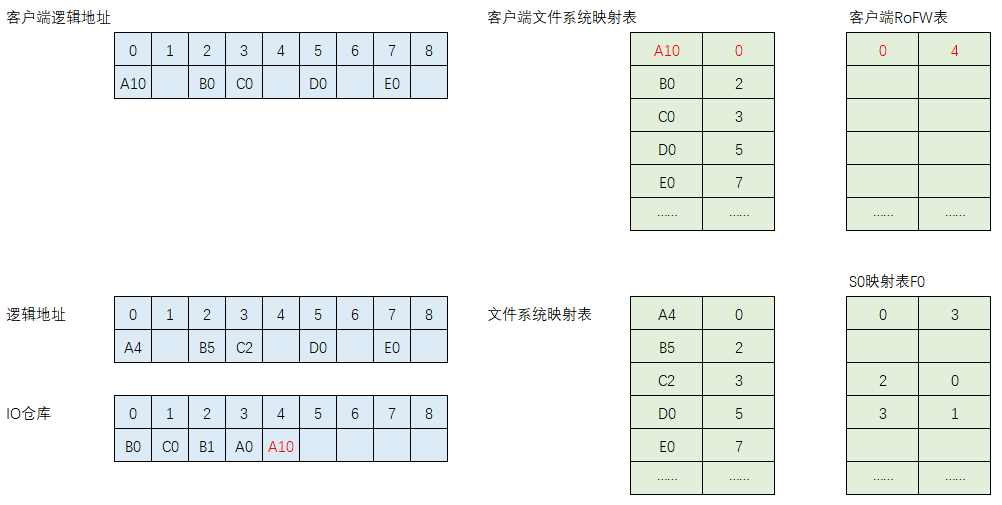 客户端逻辑地址 客户端文件系统映射表 客户端RoFW表
0 1 2 3 4 5 6 7 8 A10 0 0 4
A10 B0 C0 D0 E0 B0 2
C0 3
D0 5
E0 7
…… …… …… ……
S0映射表F0
逻辑地址 0 1 2 3 4 5 6 7 8 文件系统映射表 A4 0 0 3
A4 B5 C2 D0 E0 B5 2
C2 3 2 0
IO仓库 0 1 2 3 4 5 6 7 8 D0 5 3 1
B0 C0 B1 A0 A10 E0 7
…… …… …… ……